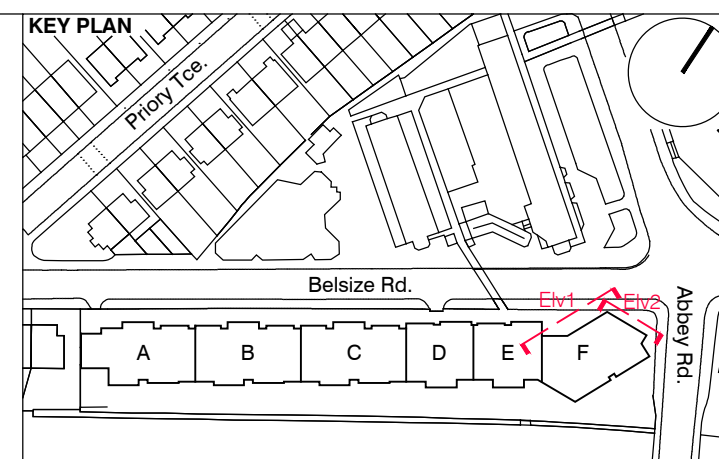 KEY PLAN
Priory Tce.
Belsize Rd.
Elv1
Elv2
Abbey Rd.
A
B
C
D
E
F